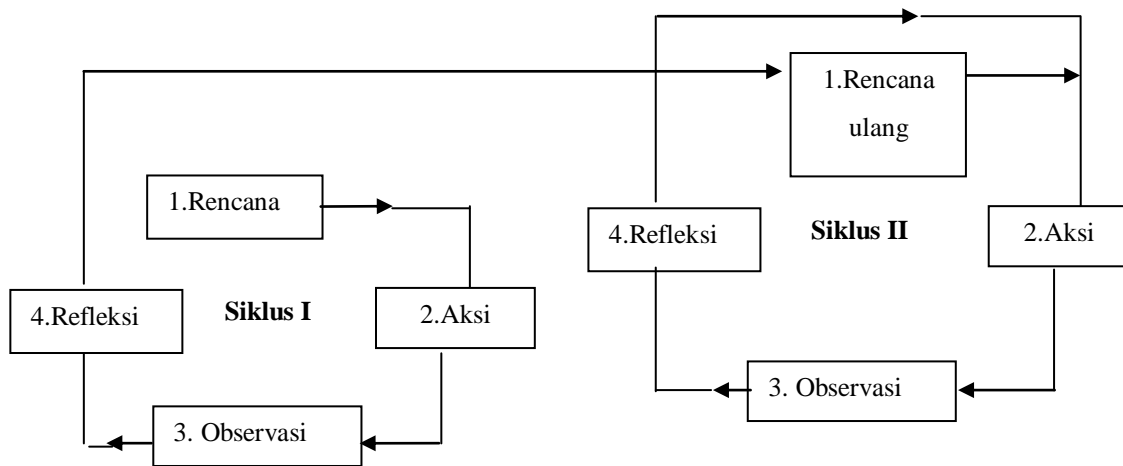 1.Rencana
Siklus I
4.Refleksi
2.Aksi
3. Observasi
1.Rencana
ulang
Siklus II
4.Refleksi
2.Aksi
3. Observasi